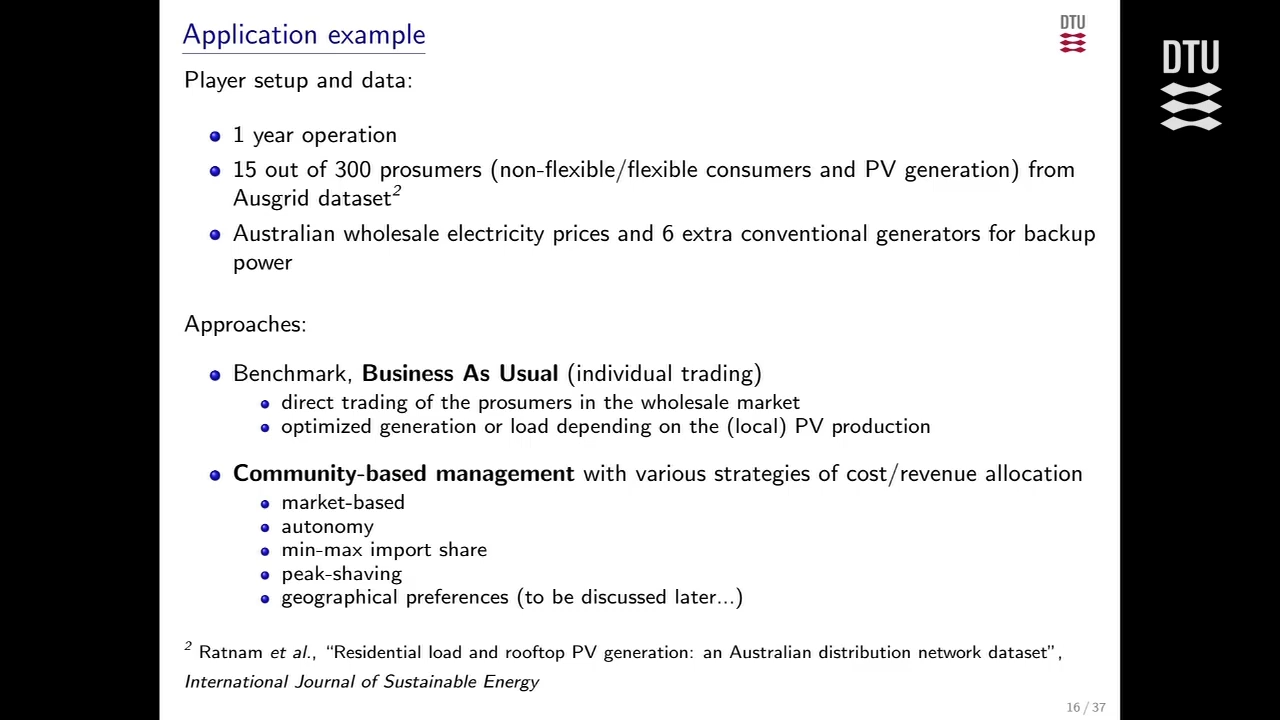 Application example
DTU
DTU
Player setup and data:
1 year operation
15 out of 300 prosumers (non-flexible/flexible consumers and PV generation) from
Ausgrid dataset2
Australian wholesale electricity prices and 6 extra conventional generators for backup
power
Approaches:
Benchmark, Business As Usual (individual trading)
direct trading of the prosumers in the wholesale market
optimized generation or load depending on the (local) PV production
Community-based management with various strategies of cost/revenue allocation
market-based
autonomy
min-max import share
peak-shaving
geographical preferences (to be discussed later...)
2 Ratnam et al., “Residential load and rooftop PV generation: an Australian distribution network dataset”,
International Journal of Sustainable Energy
16 / 37